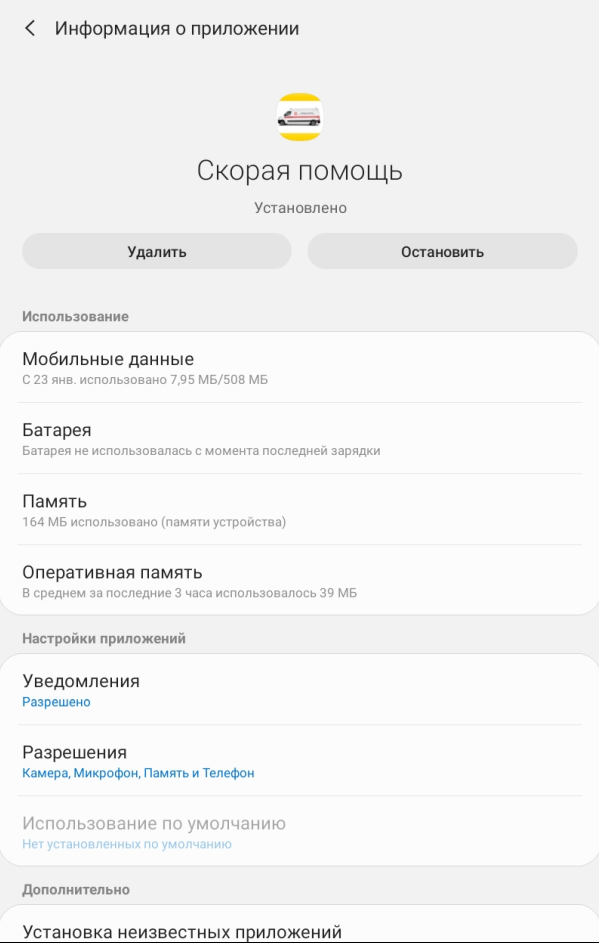 Информация о приложении
Скорая помощь
Установлено
Удалить
Остановить
Использование
Мобильные данные
С 23 янв. использовано 7,95 МБ/508 МБ
Батарея
Батарея не использовалась с момента последней зарядки
Память
164 МБ использовано (памяти устройства)
Оперативная память
В среднем за последние 3 часа использовалось 39 МБ
Настройки приложений
Уведомления
Разрешено
Разрешения
Камера, Микрофон, Память и Телефон
Использование по умолчанию
Нет установленных по умолчанию
Дополнительно
Установка неизвестных приложений